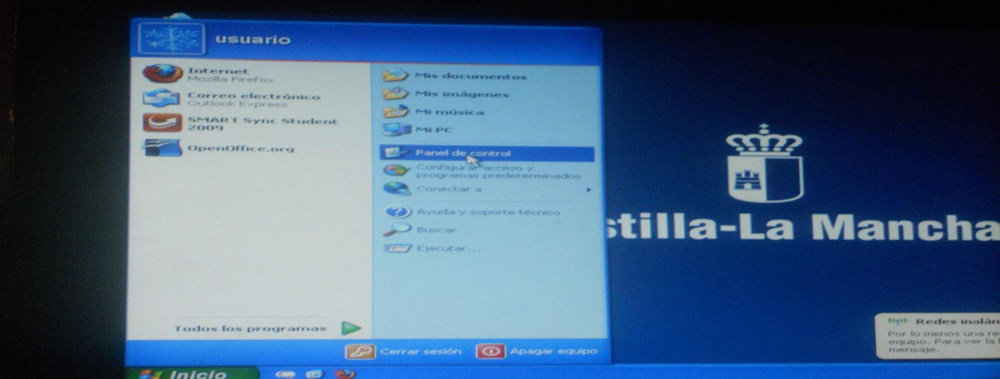 usuario
Internet
Mozilla Firefox
Correo electrónico
Outlook Express
SMART Sync Student
2009
OpenOffice.org
Todos los programas
Mis documentos
Mis imágenes
Mi música
Mi PC
Panel de control
Configurar acceso y
programas predeterminados
Conectar a
Ayuda y soporte técnico
Buscar
Ejecutar...
Cerrar sesión
Apagar equipo
Inicio
stilla-La Mancha
Redes inalám
Por lo menos una re
equipo. Para ver la l
mensaje.